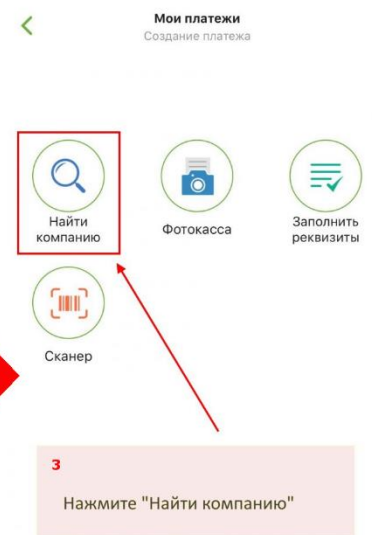 Мои платежи
Создание платежа
Найти
компанию
Фотокасса
Заполнить
реквизиты
Сканер
3
Нажмите "Найти компанию"